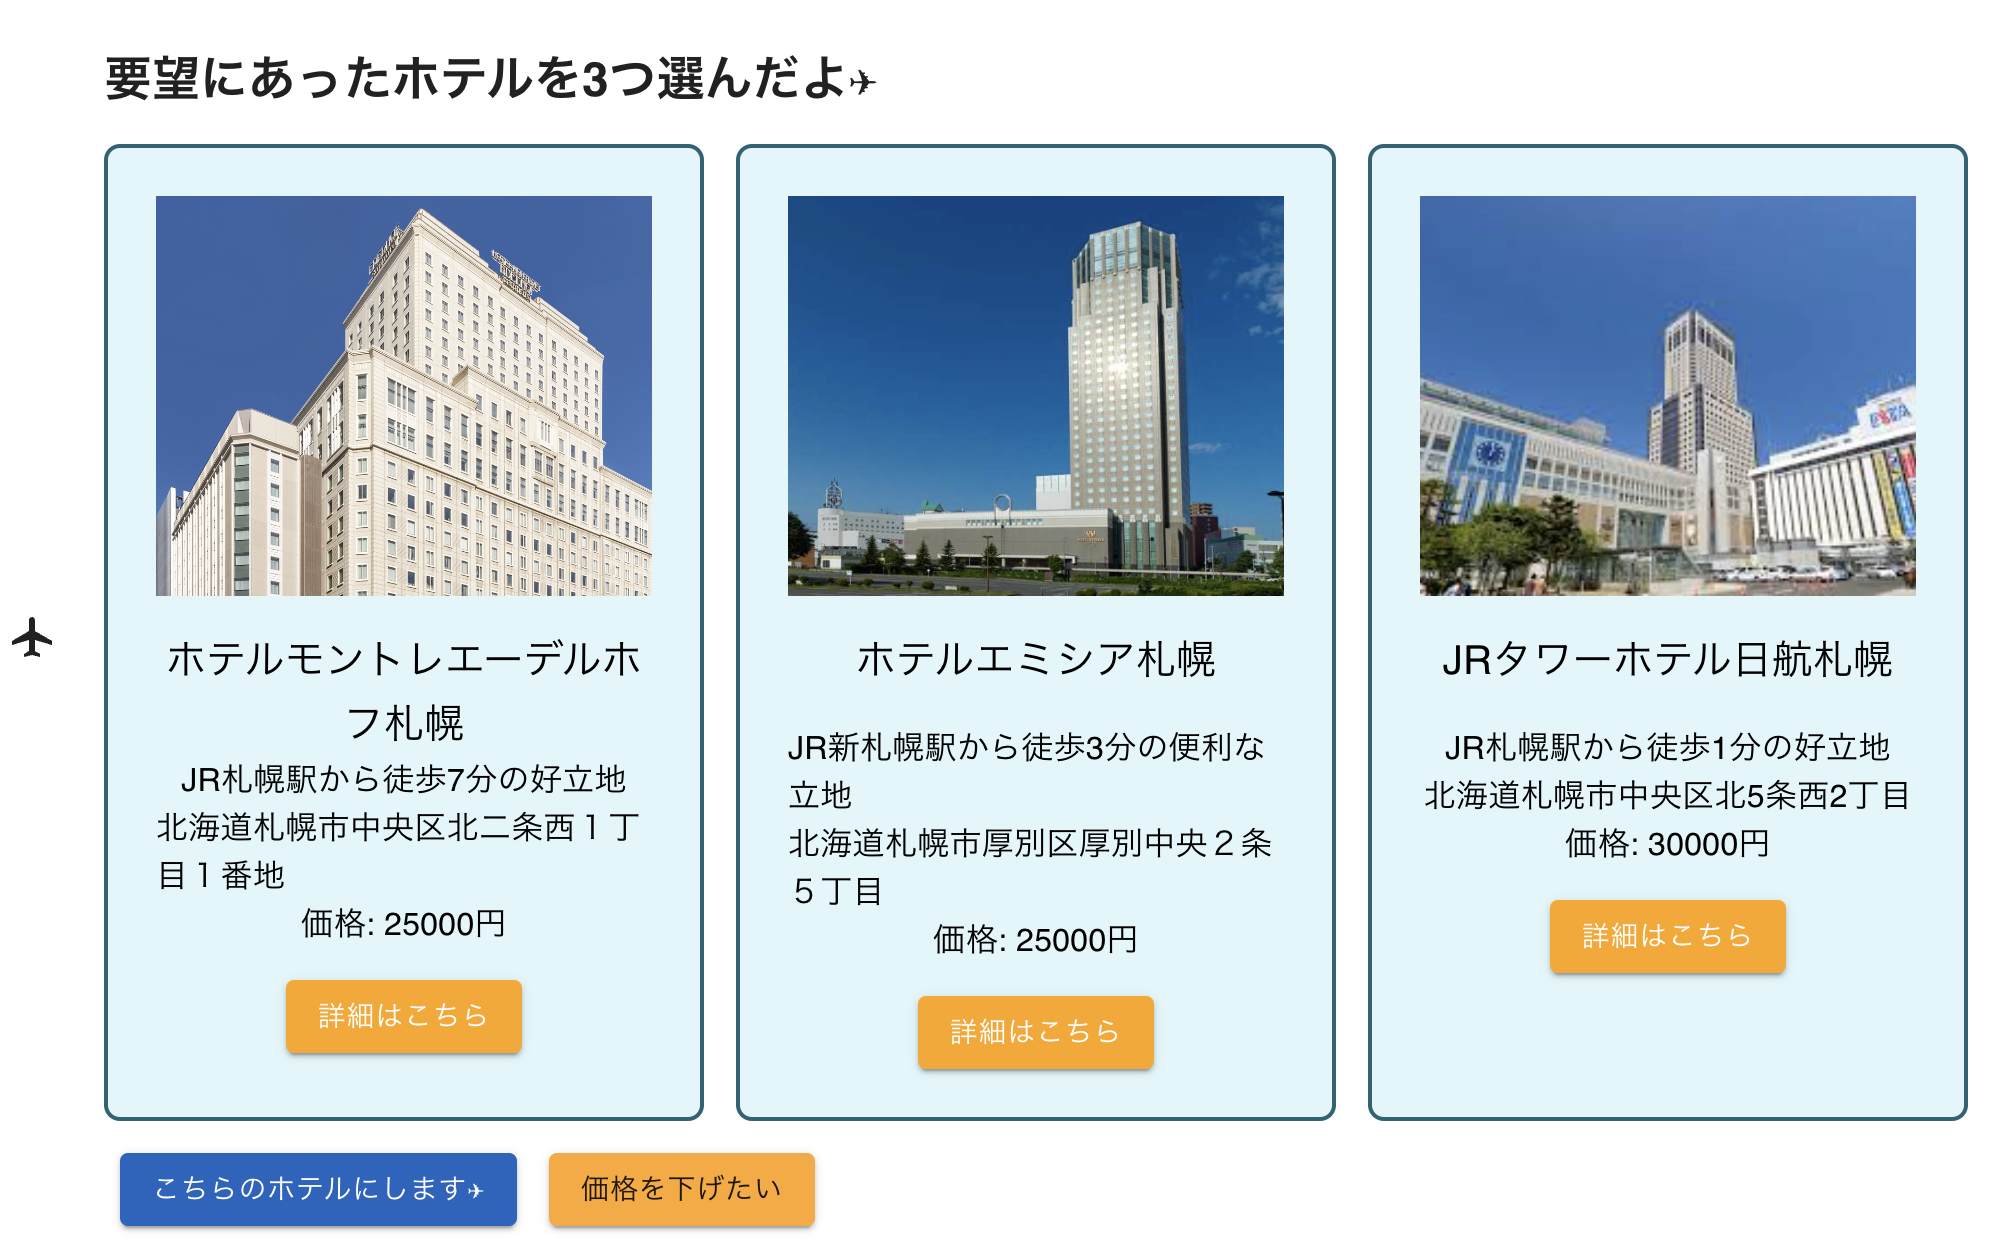 要望にあったホテルを3つ選んだよ✈
ホテルモントレエーデルホ
フ札幌
JR札幌駅から徒歩7分の好立地
北海道札幌市中央区北二条西１丁
目１番地
価格: 25000円
詳細はこちら
ホテルエミシア札幌
JR新札幌駅から徒歩3分の便利な
立地
北海道札幌市厚別区厚別中央２条
５丁目
価格: 25000円
詳細はこちら
JRタワーホテル日航札幌
JR札幌駅から徒歩1分の好立地
北海道札幌市中央区北5条西2丁目
価格: 30000円
詳細はこちら
こちらのホテルにします✈
価格を下げたい